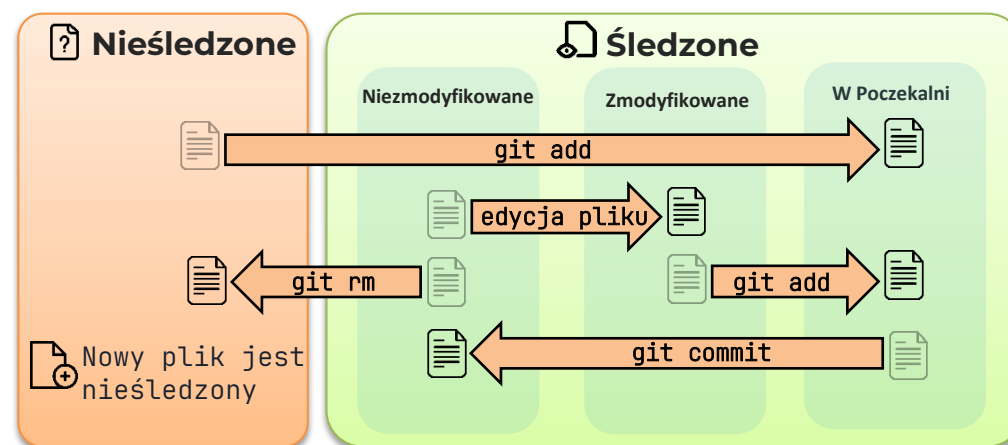 Nieśledzone
Śledzone
Niezmodyfikowane
Zmodyfikowane
W Poczekalni
git add
edycja pliku
git rm
git add
git commit
Nowy plik jest
nieśledzony